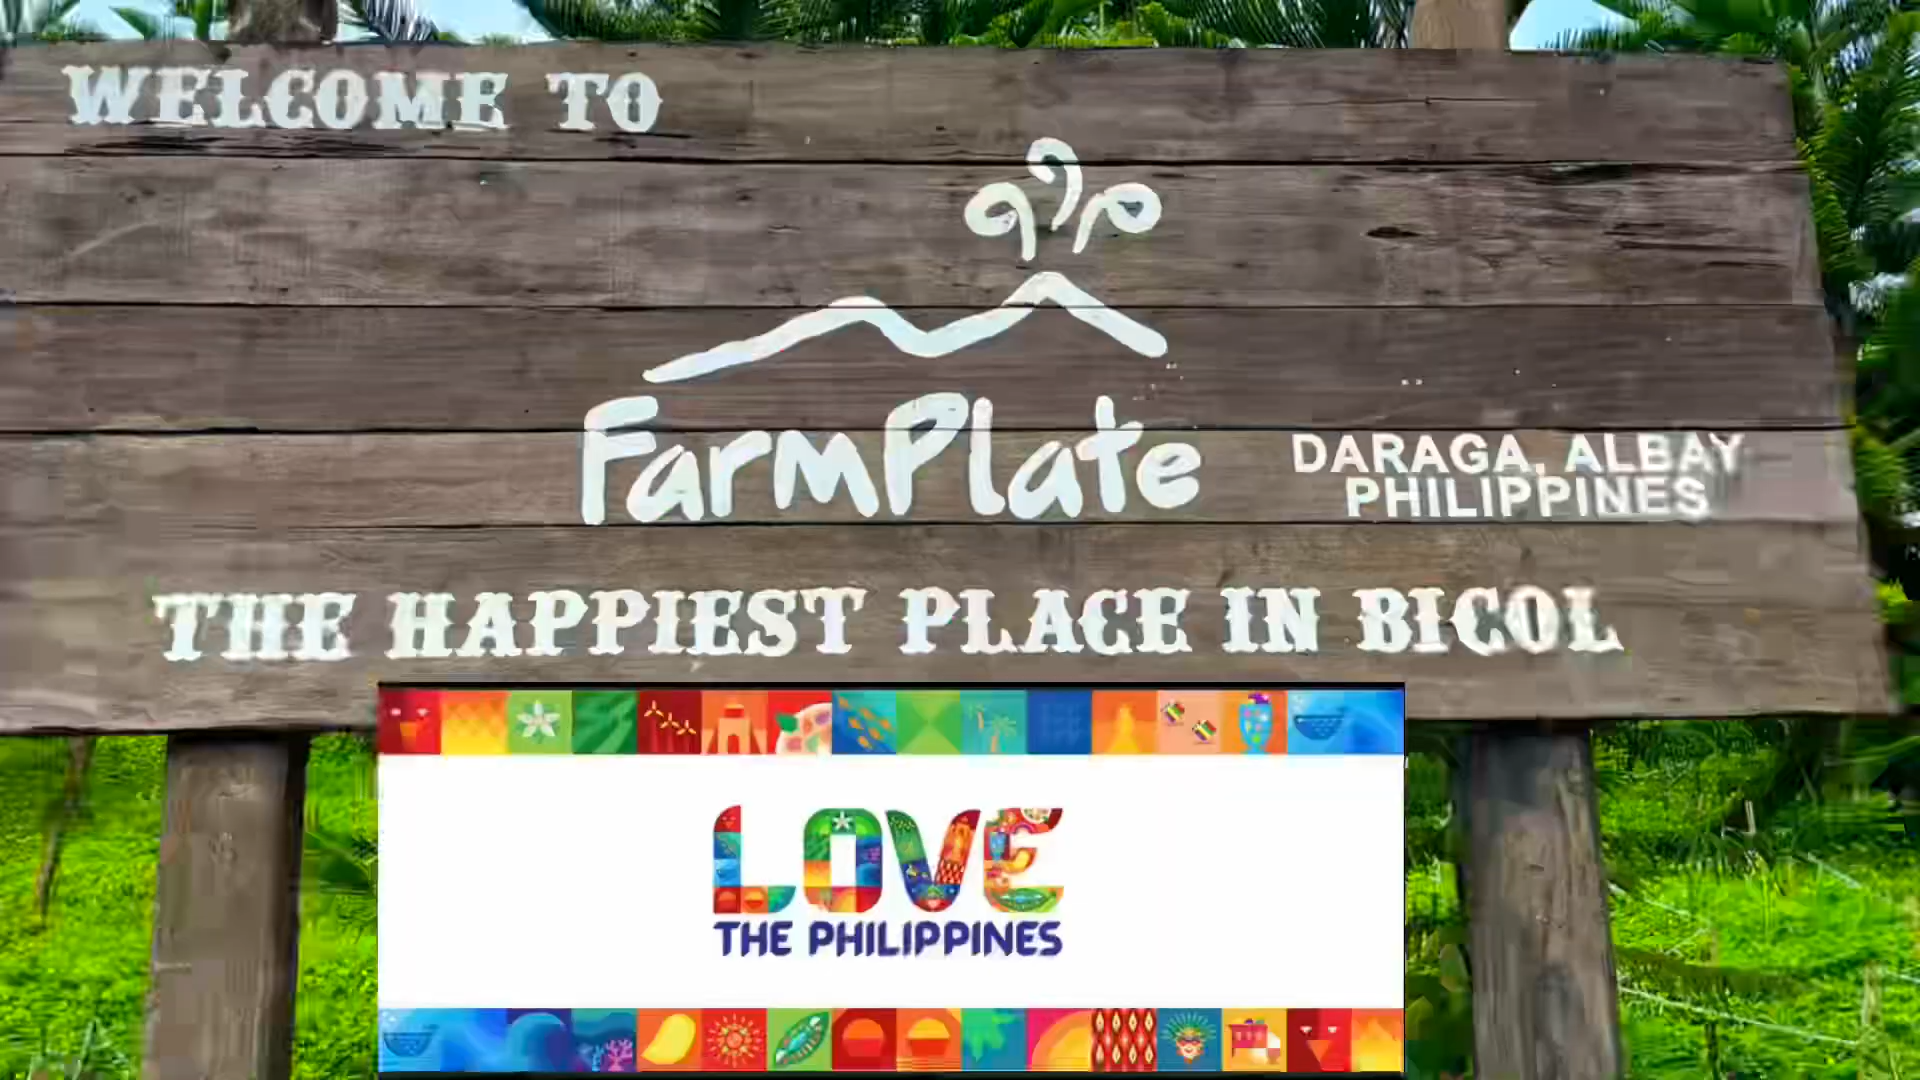 WELCOME TO
FarmPlate
DARAGA, ALBAY
PHILIPPINES
THE HAPPIEST PLACE IN BICOL
LOVE
THE PHILIPPINES